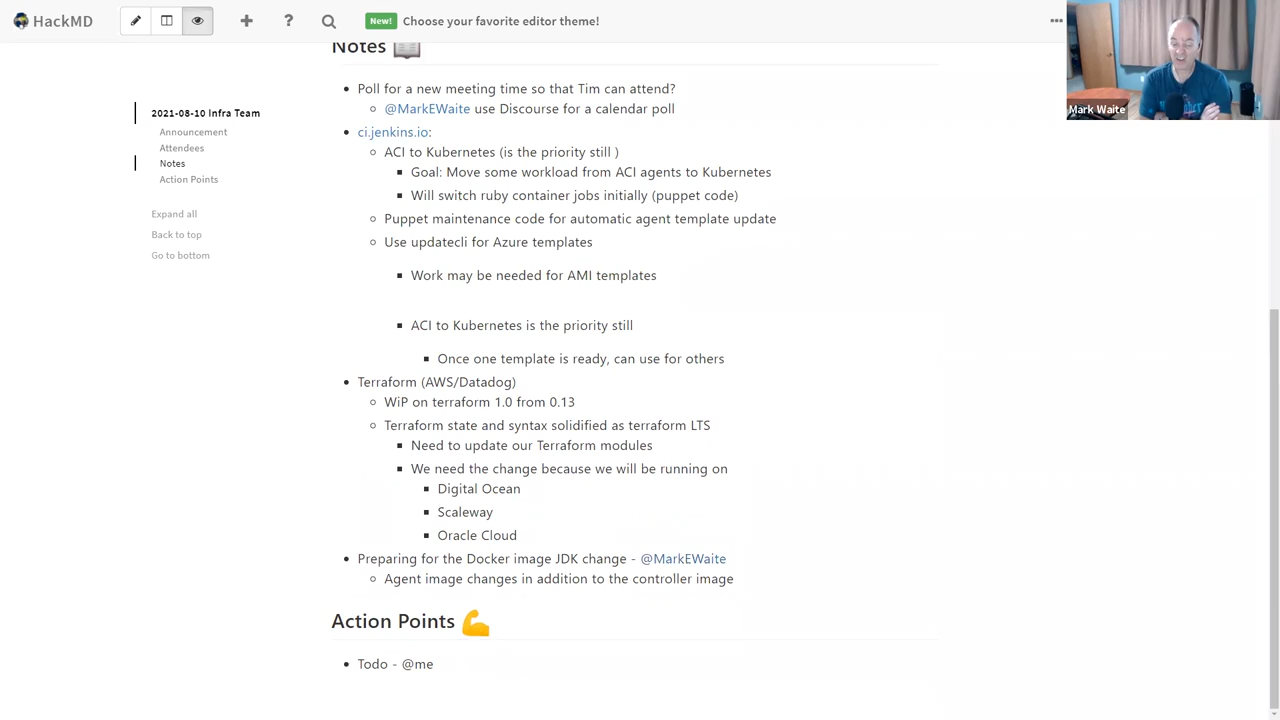 HackMD
New! Choose your favorite editor theme!
Mark Waite
2021-08-10 Infra Team
Announcement
Attendees
Notes
Action Points
Expand all
Back to top
Go to bottom
Notes
Poll for a new meeting time so that Tim can attend?
@MarkEWaite use Discourse for a calendar poll
ci.jenkins.io:
ACI to Kubernetes (is the priority still )
Goal: Move some workload from ACI agents to Kubernetes
Will switch ruby container jobs initially (puppet code)
Puppet maintenance code for automatic agent template update
Use updatecli for Azure templates
Work may be needed for AMI templates
ACI to Kubernetes is the priority still
Once one template is ready, can use for others
Terraform (AWS/Datadog)
WiP on terraform 1.0 from 0.13
Terraform state and syntax solidified as terraform LTS
Need to update our Terraform modules
We need the change because we will be running on
Digital Ocean
Scaleway
Oracle Cloud
Preparing for the Docker image JDK change - @MarkEWaite
Agent image changes in addition to the controller image
Action Points
Todo - @me